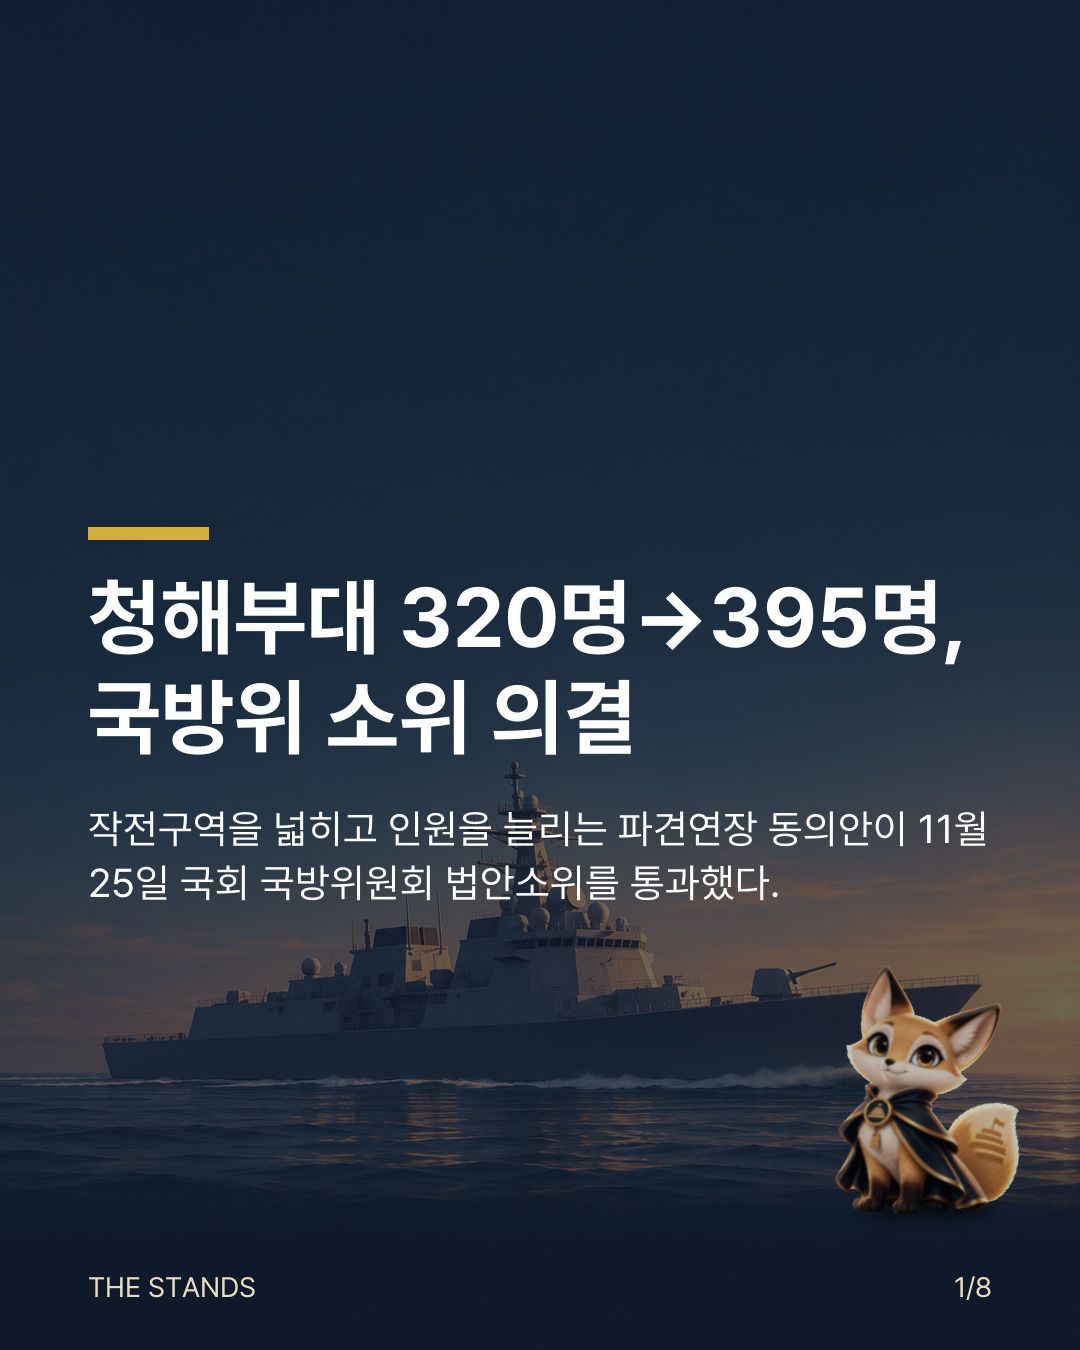 청해부대 320명→395명,
국방위 소위 의결
작전구역을 넓히고 인원을 늘리는 파견연장 동의안이 11월
25일 국회 국방위원회 법안소위를 통과했다.
THE STANDS
1/8